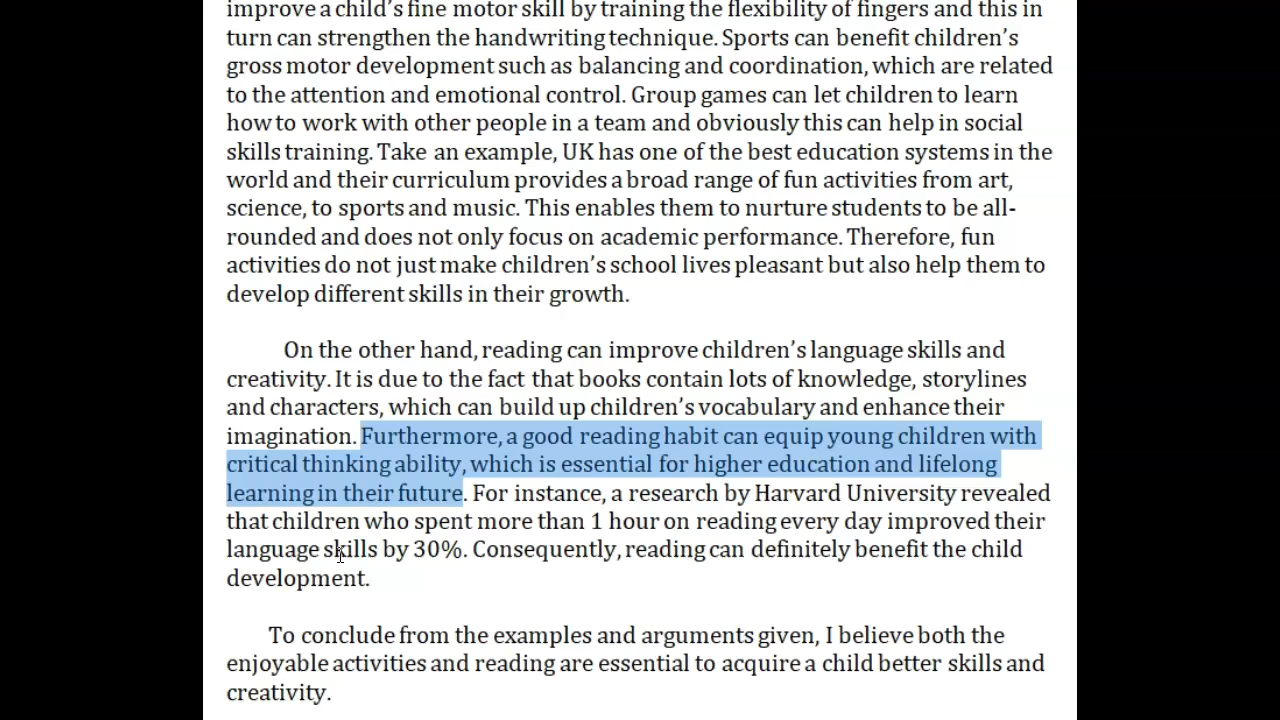 improve a child's fine motor skill by training the flexibility of fingers and this in
turn can strengthen the handwriting technique. Sports can benefit children's
gross motor development such as balancing and coordination, which are related
to the attention and emotional control. Group games can let children to learn
how to work with other people in a team and obviously this can help in social
skills training. Take an example, UK has one of the best education systems in the
world and their curriculum provides a broad range of fun activities from art,
science, to sports and music. This enables them to nurture students to be all-
rounded and does not only focus on academic performance. Therefore, fun
activities do not just make children's school lives pleasant but also help them to
develop different skills in their growth.
On the other hand, reading can improve children's language skills and
creativity. It is due to the fact that books contain lots of knowledge, storylines
and characters, which can build up children's vocabulary and enhance their
imagination. Furthermore, a good reading habit can equip young children with
critical thinking ability, which is essential for higher education and lifelong
learning in their future. For instance, a research by Harvard University revealed
that children who spent more than 1 hour on reading every day improved their
language skills by 30%. Consequently, reading can definitely benefit the child
development.
To conclude from the examples and arguments given, I believe both the
enjoyable activities and reading are essential to acquire a child better skills and
creativity.